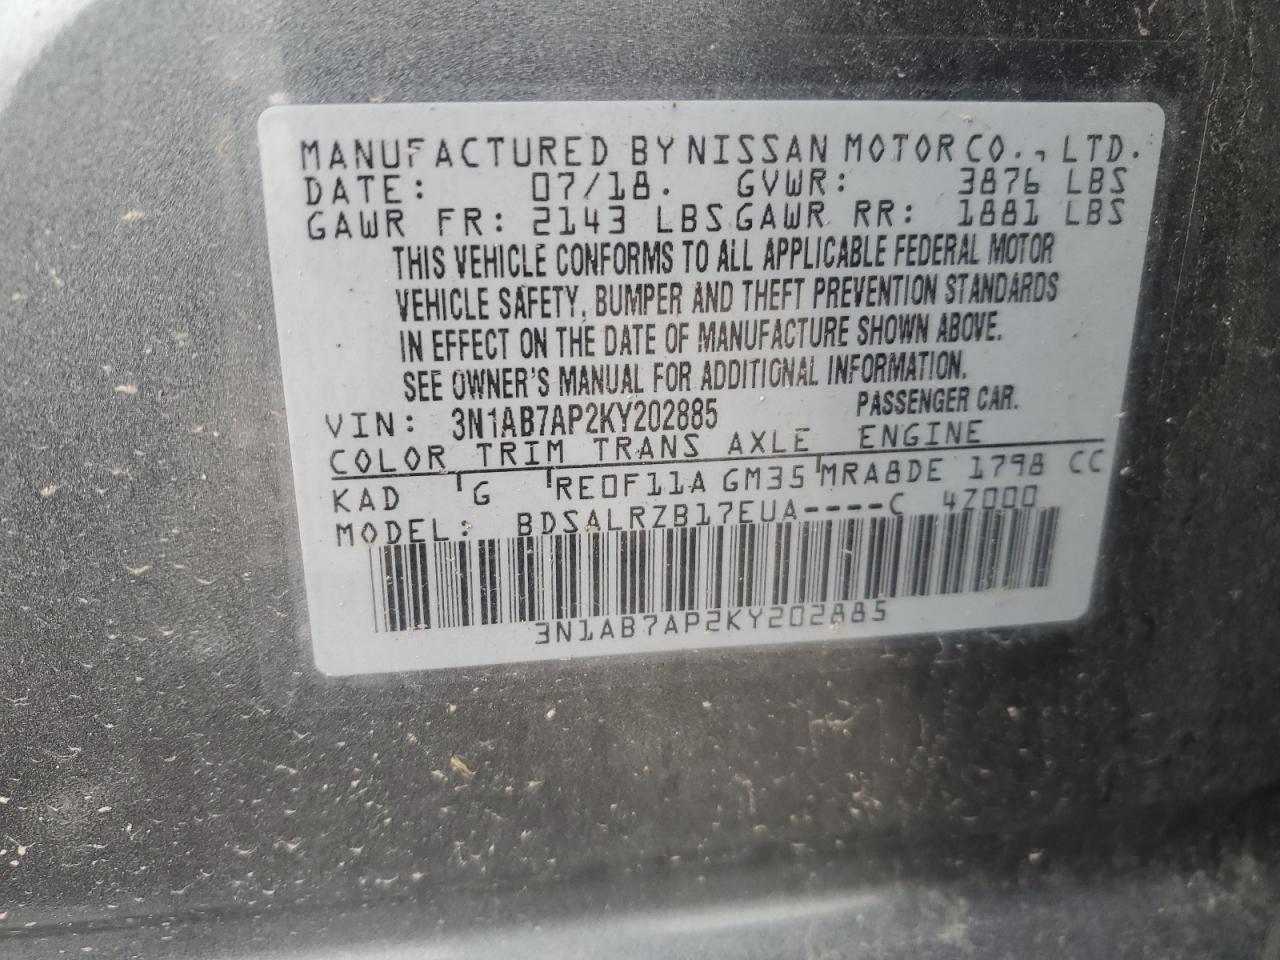 MANUFACTURED BY NISSAN MOTOR CO., LTD.
DATE: 07/18. GVWR: 3876 LBS
GAWR FR: 2143 LBS GAWR RR: 1881 LBS
THIS VEHICLE CONFORMS TO ALL APPLICABLE FEDERAL MOTOR
VEHICLE SAFETY, BUMPER AND THEFT PREVENTION STANDARDS
IN EFFECT ON THE DATE OF MANUFACTURE SHOWN ABOVE.
SEE OWNER'S MANUAL FOR ADDITIONAL INFORMATION.
VIN: 3N1AB7AP2KY202885 PASSENGER CAR.
COLOR TRIM TRANS AXLE ENGINE
KAD G RE0F11A GM35 MRA8DE 1798 CC
MODEL: BDSALRZB17EUA----C 4Z000
3N1AB7AP2KY202885